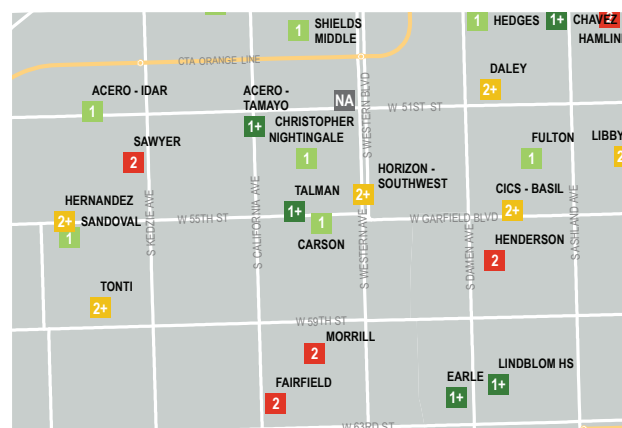 SHIELDS
MIDDLE
1
1
HEDGES
1+
CHAVEZ
2
HAMLIN
CTA ORANGE LINE
DALEY
2+
ACERO - IDAR
1
ACERO -
TAMAYO
1+
NA
S WESTERN BLVD
W 51ST ST
CHRISTOPHER
NIGHTINGALE
1
SAWYER
2
FULTON
1
LIBBY
2
HORIZON -
SOUTHWEST
2+
CICS - BASIL
2+
TALMAN
1+
HERNANDEZ
2+
SANDOVAL
1
S KEDZIE AVE
W 55TH ST
S CALIFORNIA AVE
1
CARSON
S WESTERN AVE
W GARFIELD BLVD
S DAMEN AVE
S ASHLAND AVE
HENDERSON
2
TONTI
2+
W 59TH ST
MORRILL
2
FAIRFIELD
2
EARLE
1+
LINDBLOM HS
1+
W 63RD ST